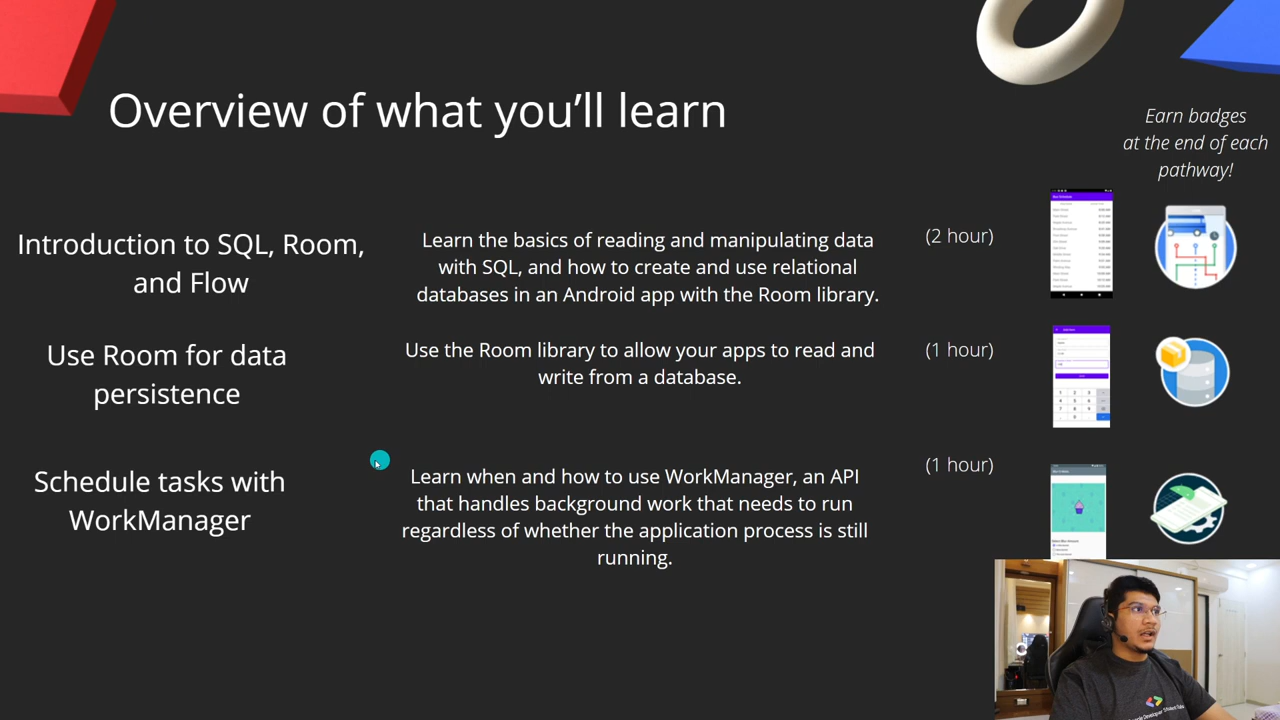 Overview of what you'll learn
Earn badges
at the end of each
pathway!
Introduction to SQL, Room,
and Flow
Learn the basics of reading and manipulating data
with SQL, and how to create and use relational
databases in an Android app with the Room library.
(2 hour)
Use Room for data
persistence
Use the Room library to allow your apps to read and
write from a database.
(1 hour)
Schedule tasks with
WorkManager
Learn when and how to use WorkManager, an API
that handles background work that needs to run
regardless of whether the application process is still
running.
(1 hour)